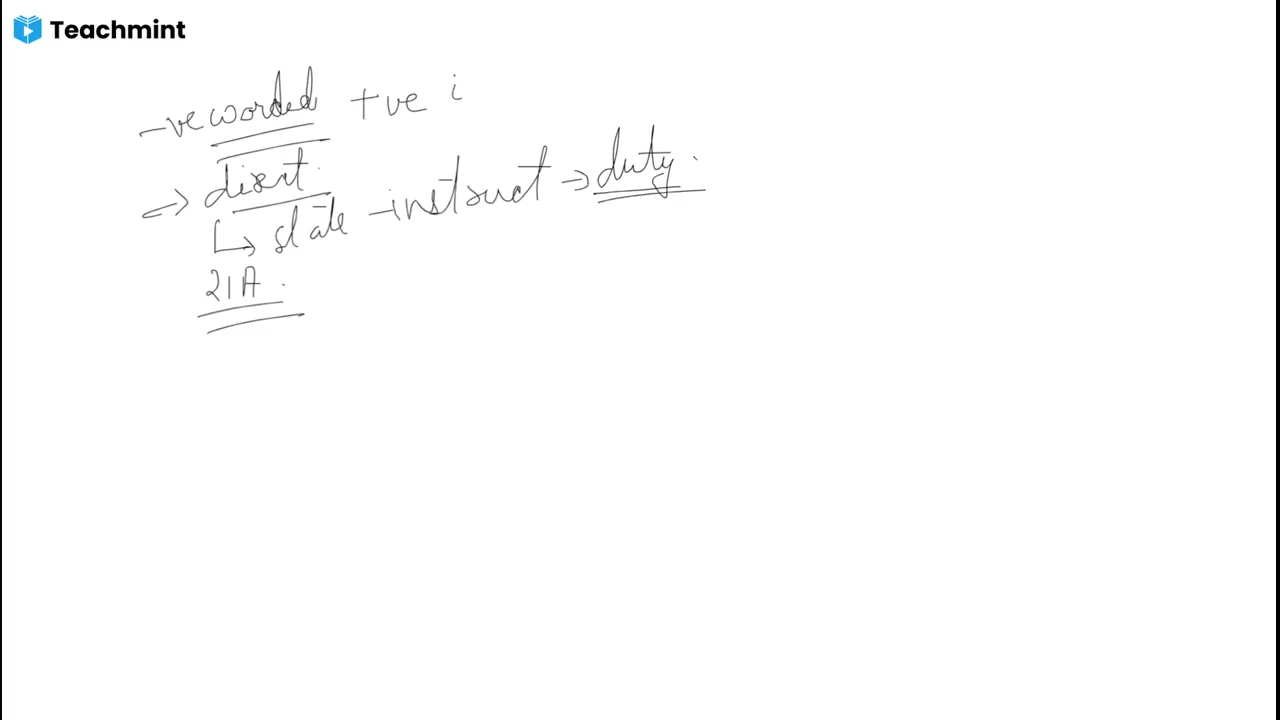 Teachmint
-ve worded +ve i
=> direct.
↳ state - instruct → duty.
21A.